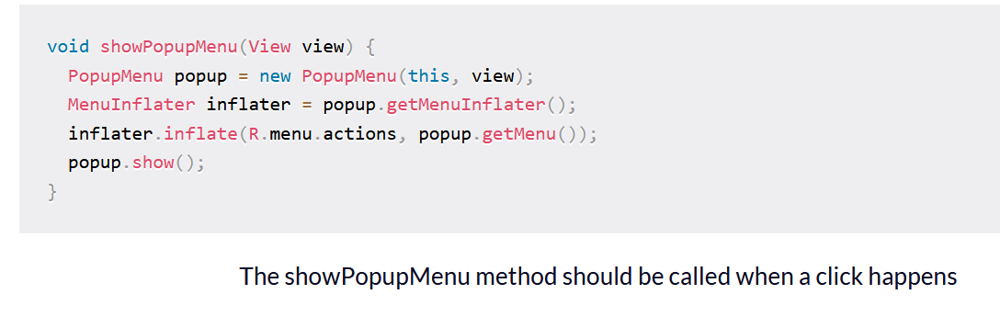 void showPopupMenu(View view) {
  PopupMenu popup = new PopupMenu(this, view);
  MenuInflater inflater = popup.getMenuInflater();
  inflater.inflate(R.menu.actions, popup.getMenu());
  popup.show();
}
The showPopupMenu method should be called when a click happens